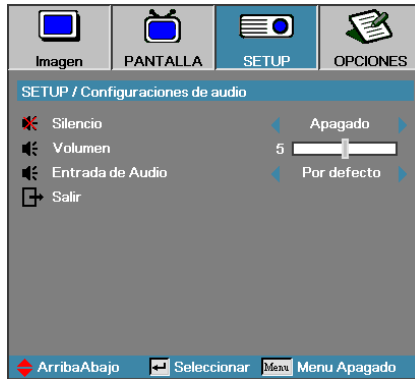 Imagen PANTALLA SETUP OPCIONES
SETUP / Configuraciones de audio
Silencio Apagado
Volumen 5
Entrada de Audio Por defecto
Salir
ArribaAbajo Seleccionar Menu Menu Apagado